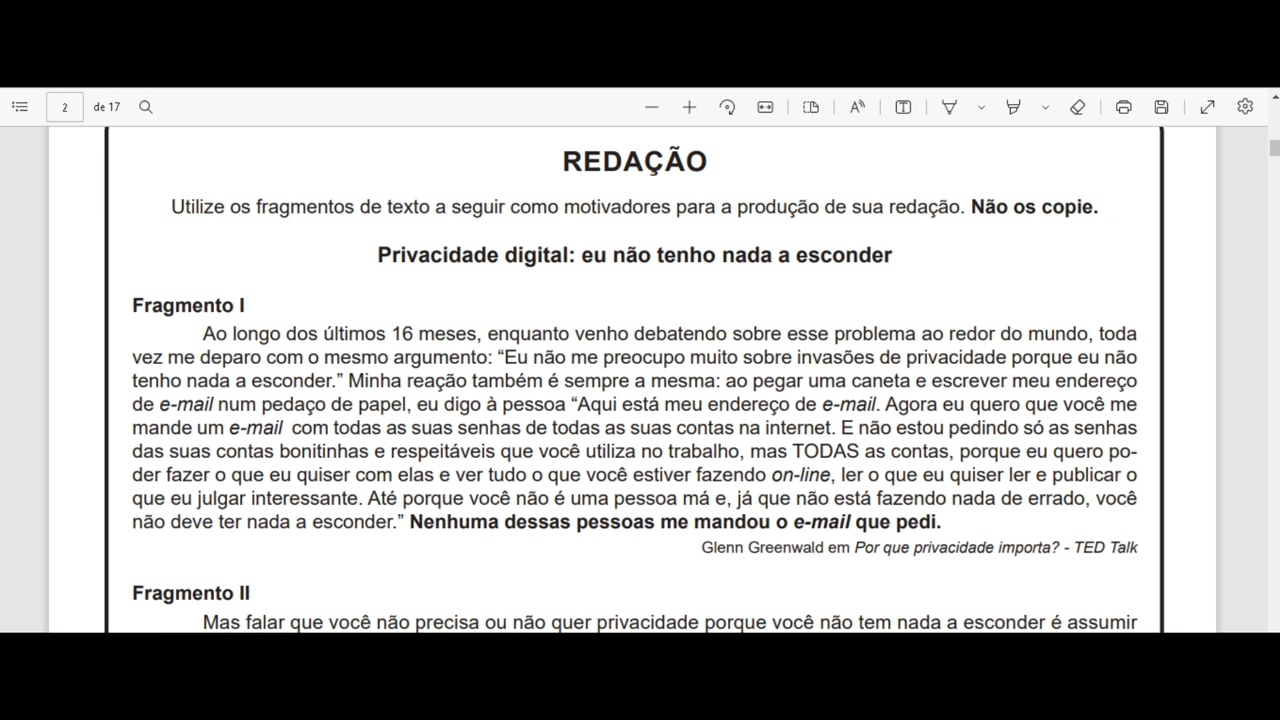 2 de 17
REDAÇÃO
Utilize os fragmentos de texto a seguir como motivadores para a produção de sua redação. Não os copie.
Privacidade digital: eu não tenho nada a esconder
Fragmento I
Ao longo dos últimos 16 meses, enquanto venho debatendo sobre esse problema ao redor do mundo, toda
vez me deparo com o mesmo argumento: “Eu não me preocupo muito sobre invasões de privacidade porque eu não
tenho nada a esconder.” Minha reação também é sempre a mesma: ao pegar uma caneta e escrever meu endereço
de e-mail num pedaço de papel, eu digo à pessoa “Aqui está meu endereço de e-mail. Agora eu quero que você me
mande um e-mail com todas as suas senhas de todas as suas contas na internet. E não estou pedindo só as senhas
das suas contas bonitinhas e respeitáveis que você utiliza no trabalho, mas TODAS as contas, porque eu quero po-
der fazer o que eu quiser com elas e ver tudo o que você estiver fazendo on-line, ler o que eu quiser ler e publicar o
que eu julgar interessante. Até porque você não é uma pessoa má e, já que não está fazendo nada de errado, você
não deve ter nada a esconder.” Nenhuma dessas pessoas me mandou o e-mail que pedi.
Glenn Greenwald em Por que privacidade importa? - TED Talk
Fragmento II
Mas falar que você não precisa ou não quer privacidade porque você não tem nada a esconder é assumir